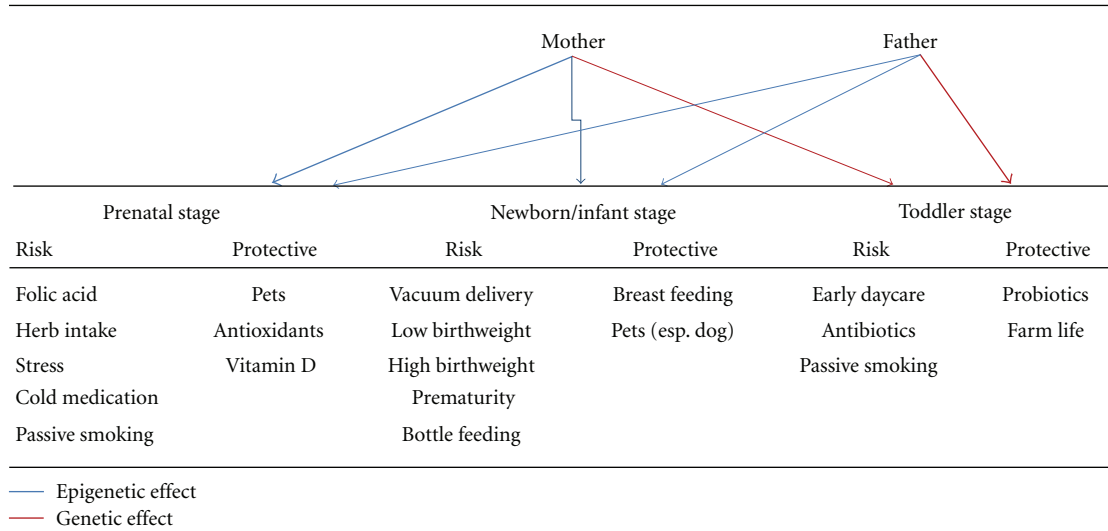 Mother Father
Prenatal stage Newborn/infant stage Toddler stage
Risk Protective Risk Protective Risk Protective
Folic acid Pets Vacuum delivery Breast feeding Early daycare Probiotics
Herb intake Antioxidants Low birthweight Pets (esp. dog) Antibiotics Farm life
Stress Vitamin D High birthweight Passive smoking
Cold medication Prematurity
Passive smoking Bottle feeding
Epigenetic effect
Genetic effect